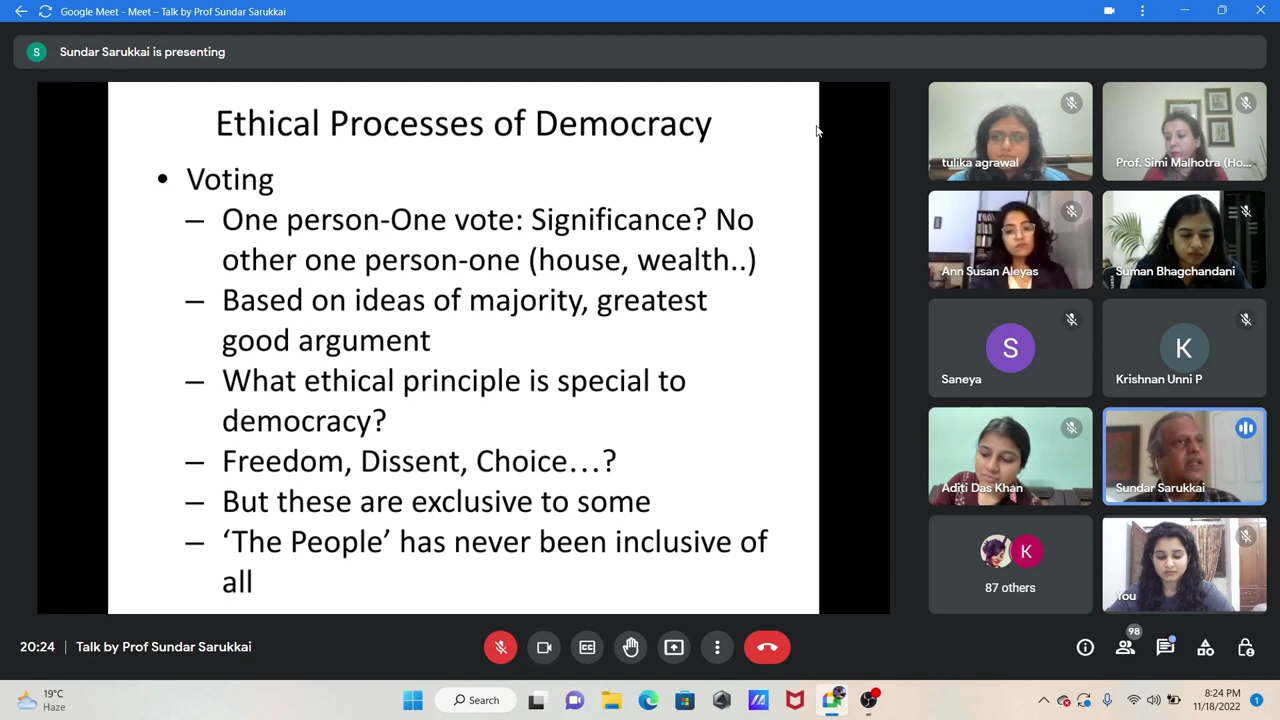 Google Meet - Meet – Talk by Prof Sundar Sarukkai
S
Sundar Sarukkai is presenting
Ethical Processes of Democracy
• Voting
– One person-One vote: Significance? No
other one person-one (house, wealth..)
– Based on ideas of majority, greatest
good argument
– What ethical principle is special to
democracy?
– Freedom, Dissent, Choice…?
– But these are exclusive to some
– ‘The People’ has never been inclusive of
all
tulika agrawal
Prof. Simi Malhotra (Ho...
Ann Susan Aleyas
Suman Bhagchandani
S
Saneya
K
Krishnan Unni P
Aditi Das Khan
Sundar Sarukkai
K
87 others
You
20:24 | Talk by Prof Sundar Sarukkai
98
19°C
Haze
Search
8:24 PM
11/18/2022
1